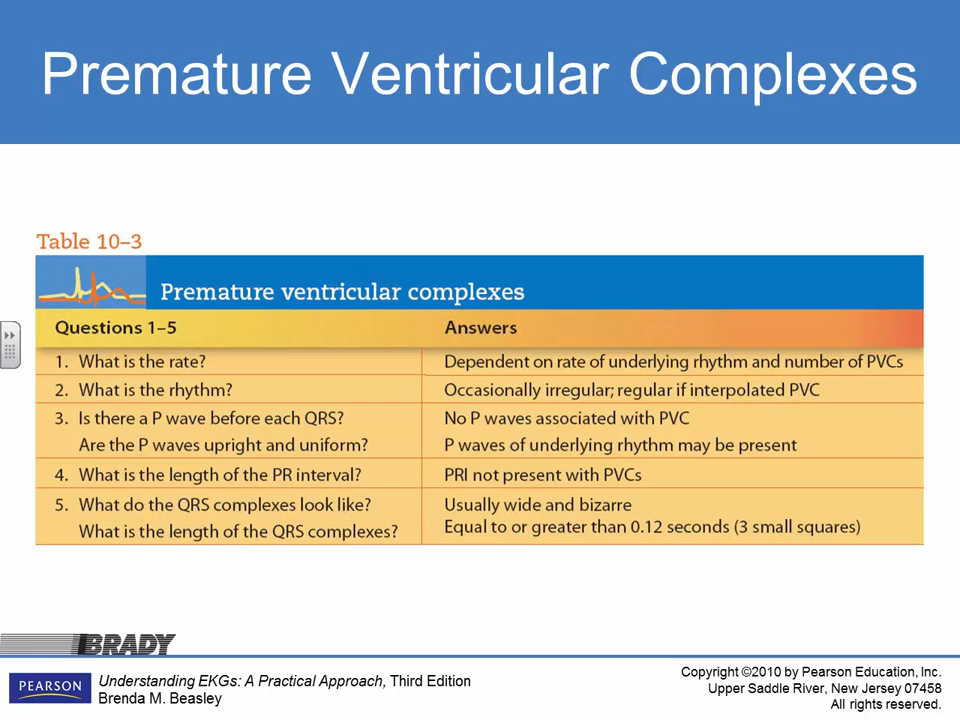 Premature Ventricular Complexes
Table 10–3
Premature ventricular complexes
Questions 1–5 Answers
1. What is the rate? Dependent on rate of underlying rhythm and number of PVCs
2. What is the rhythm? Occasionally irregular; regular if interpolated PVC
3. Is there a P wave before each QRS? No P waves associated with PVC
Are the P waves upright and uniform? P waves of underlying rhythm may be present
4. What is the length of the PR interval? PRI not present with PVCs
5. What do the QRS complexes look like? Usually wide and bizarre
What is the length of the QRS complexes? Equal to or greater than 0.12 seconds (3 small squares)
BRADY
PEARSON
Understanding EKGs: A Practical Approach, Third Edition
Brenda M. Beasley
Copyright ©2010 by Pearson Education, Inc.
Upper Saddle River, New Jersey 07458
All rights reserved.